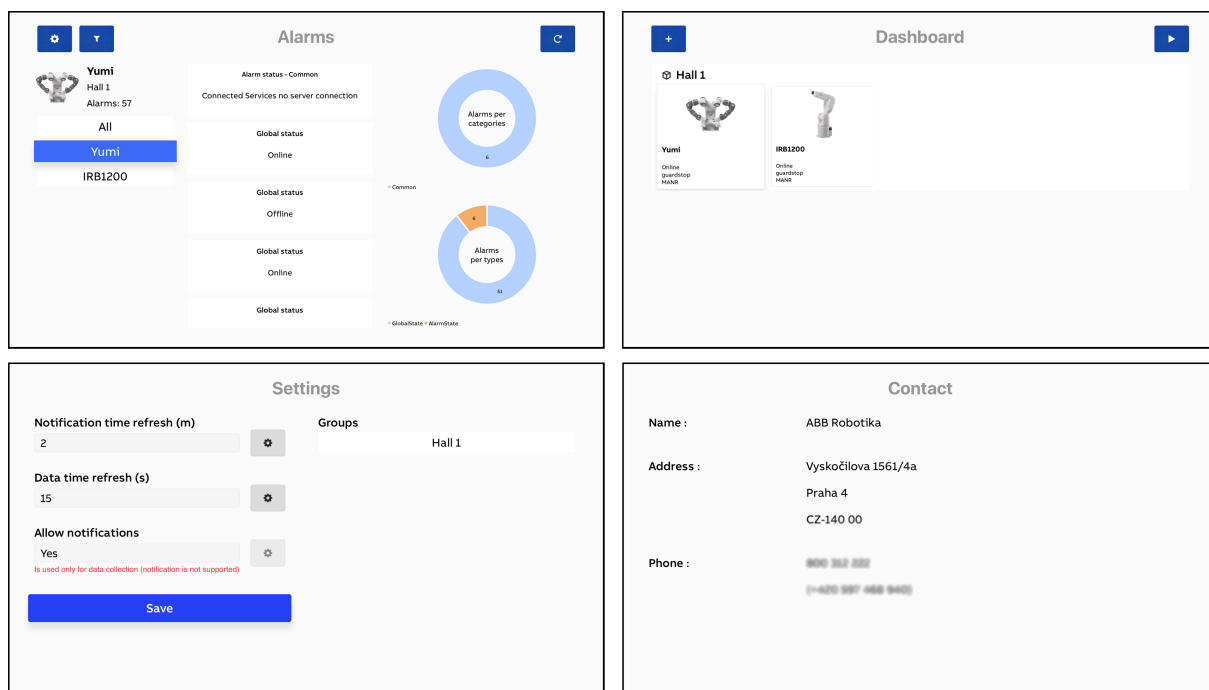 Alarms
Yumi
Hall 1
Alarms: 57
All
Yumi
IRB1200
Alarm status - Common
Connected Services no server connection
Global status
Online
Global status
Offline
Global status
Online
Global status
Alarms per
categories
6
Common
6
Alarms
per types
51
GlobalState AlarmState
Dashboard
Hall 1
Yumi
Online
guardstop
MANR
IRB1200
Online
guardstop
MANR
Settings
Notification time refresh (m)
2
Data time refresh (s)
15
Allow notifications
Yes
Is used only for data collection (notification is not supported)
Save
Groups
Hall 1
Contact
Name : ABB Robotika
Address : Vyskočilova 1561/4a
Praha 4
CZ-140 00
Phone :